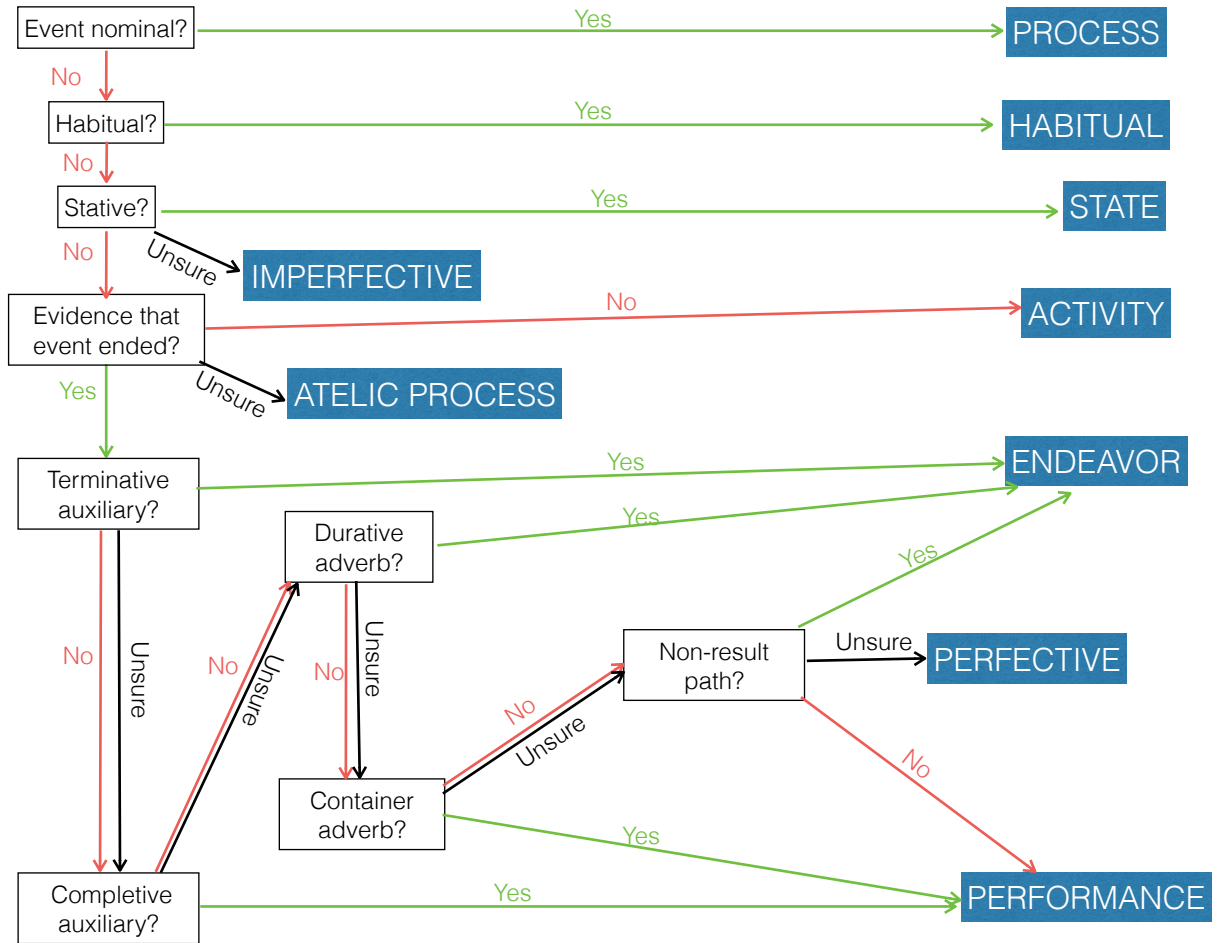 Event nominal?
Yes
PROCESS
No
Habitual?
Yes
HABITUAL
No
Stative?
Yes
STATE
No
Unsure
IMPERFECTIVE
Evidence that
event ended?
No
ACTIVITY
Yes
Unsure
ATELIC PROCESS
Terminative
auxiliary?
Yes
ENDEAVOR
Durative
adverb?
Yes
Yes
No
Unsure
No
Unsure
No
Unsure
Non-result
path?
Unsure
PERFECTIVE
No
Unsure
No
Container
adverb?
Yes
Completive
auxiliary?
Yes
PERFORMANCE